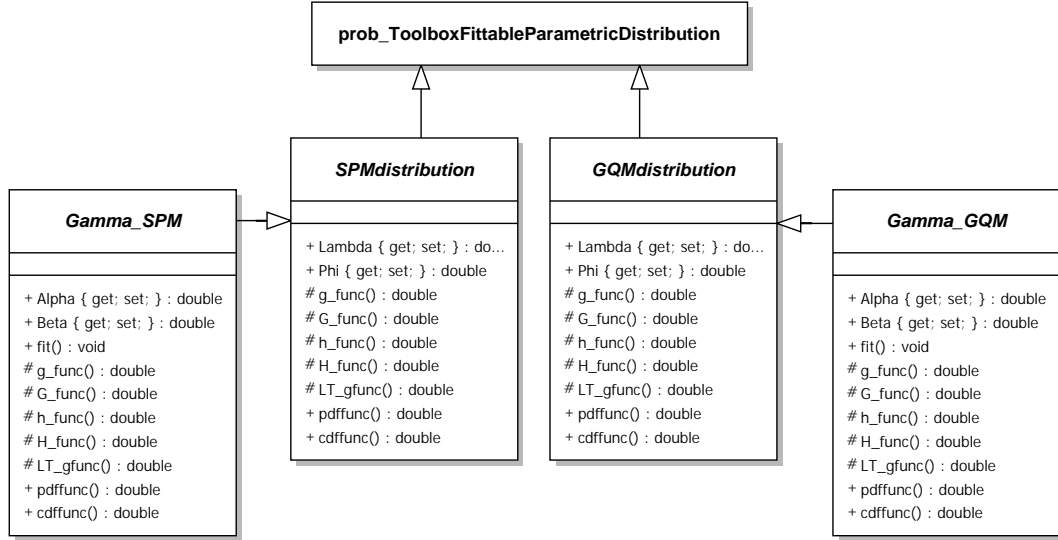 prob_ToolboxFittableParametricDistribution
SPMdistribution
+ Lambda { get; set; } : do...
+ Phi { get; set; } : double
# g_func() : double
# G_func() : double
# h_func() : double
# H_func() : double
# LT_gfunc() : double
+ pdffunc() : double
+ cdffunc() : double
GQMdistribution
+ Lambda { get; set; } : do...
+ Phi { get; set; } : double
# g_func() : double
# G_func() : double
# h_func() : double
# H_func() : double
# LT_gfunc() : double
+ pdffunc() : double
+ cdffunc() : double
Gamma_SPM
+ Alpha { get; set; } : double
+ Beta { get; set; } : double
+ fit() : void
# g_func() : double
# G_func() : double
# h_func() : double
# H_func() : double
# LT_gfunc() : double
+ pdffunc() : double
+ cdffunc() : double
Gamma_GQM
+ Alpha { get; set; } : double
+ Beta { get; set; } : double
+ fit() : void
# g_func() : double
# G_func() : double
# h_func() : double
# H_func() : double
# LT_gfunc() : double
+ pdffunc() : double
+ cdffunc() : double